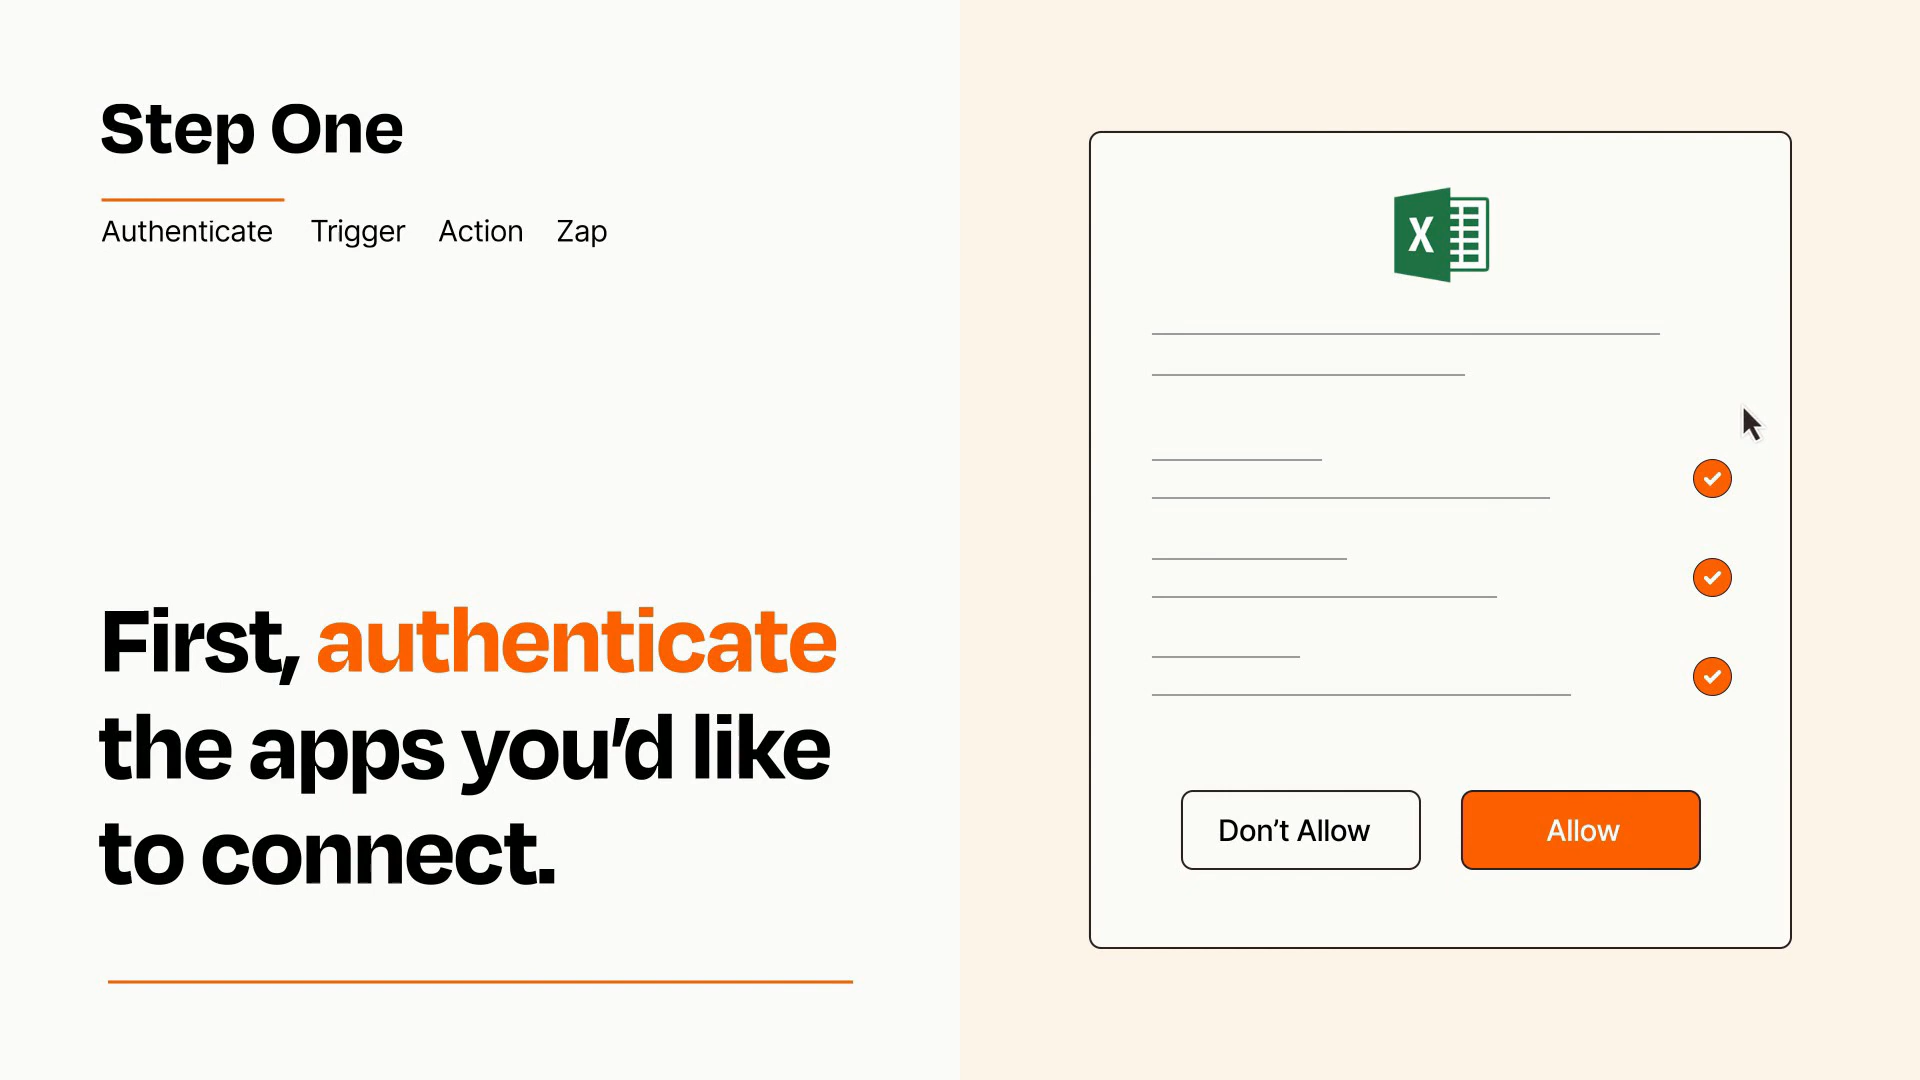 Step One
Authenticate Trigger Action Zap
First, authenticate
the apps you’d like
to connect.
X
Don’t Allow Allow